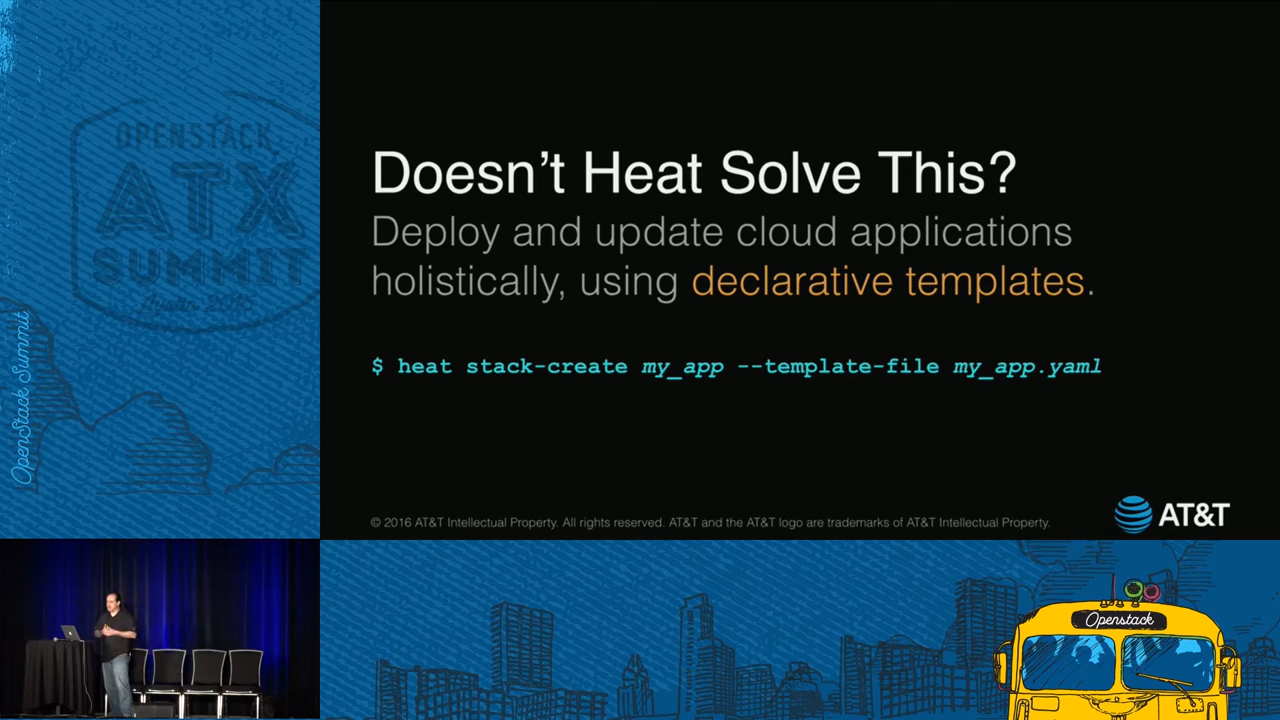 OPENSTACK
ATX
SUMMIT
Austin 2016
OpenStack Summit
Doesn’t Heat Solve This?
Deploy and update cloud applications
holistically, using declarative templates.
$ heat stack-create my_app --template-file my_app.yaml
© 2016 AT&T Intellectual Property. All rights reserved. AT&T and the AT&T logo are trademarks of AT&T Intellectual Property.
AT&T
Openstack